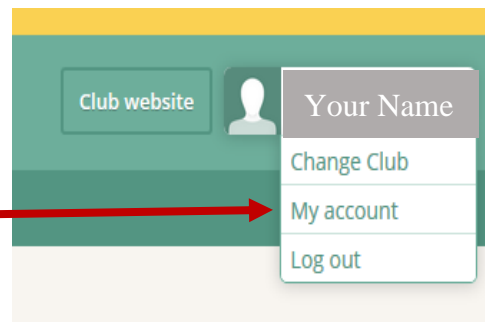 Club website
Your Name
Change Club
My account
Log out